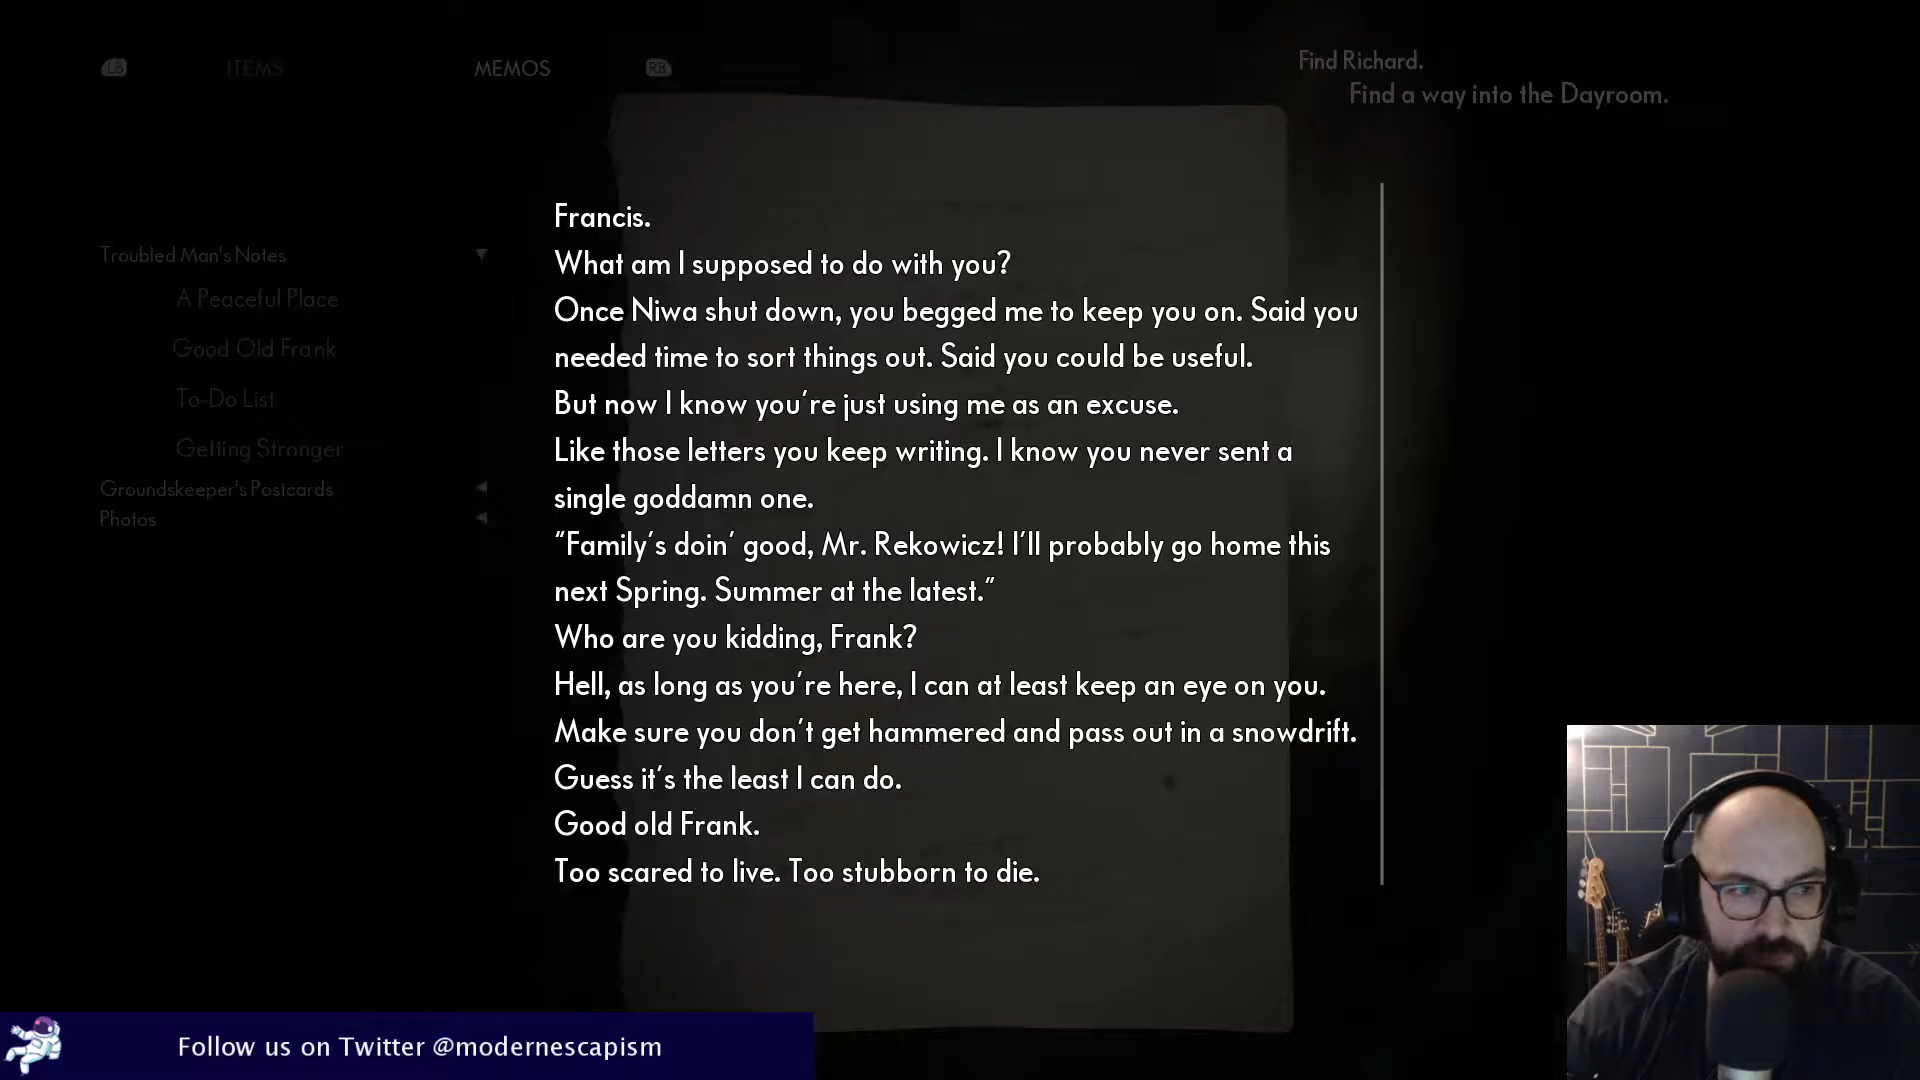 LB
ITEMS
MEMOS
RB
Find Richard.
Find a way into the Dayroom.
Troubled Man's Notes
A Peaceful Place
Good Old Frank
To-Do List
Getting Stronger
Groundskeeper's Postcards
Photos
Francis.
What am I supposed to do with you?
Once Niwa shut down, you begged me to keep you on. Said you
needed time to sort things out. Said you could be useful.
But now I know you're just using me as an excuse.
Like those letters you keep writing. I know you never sent a
single goddamn one.
"Family's doin' good, Mr. Rekowicz! I'll probably go home this
next Spring. Summer at the latest."
Who are you kidding, Frank?
Hell, as long as you're here, I can at least keep an eye on you.
Make sure you don't get hammered and pass out in a snowdrift.
Guess it's the least I can do.
Good old Frank.
Too scared to live. Too stubborn to die.
Follow us on Twitter @modernescapism